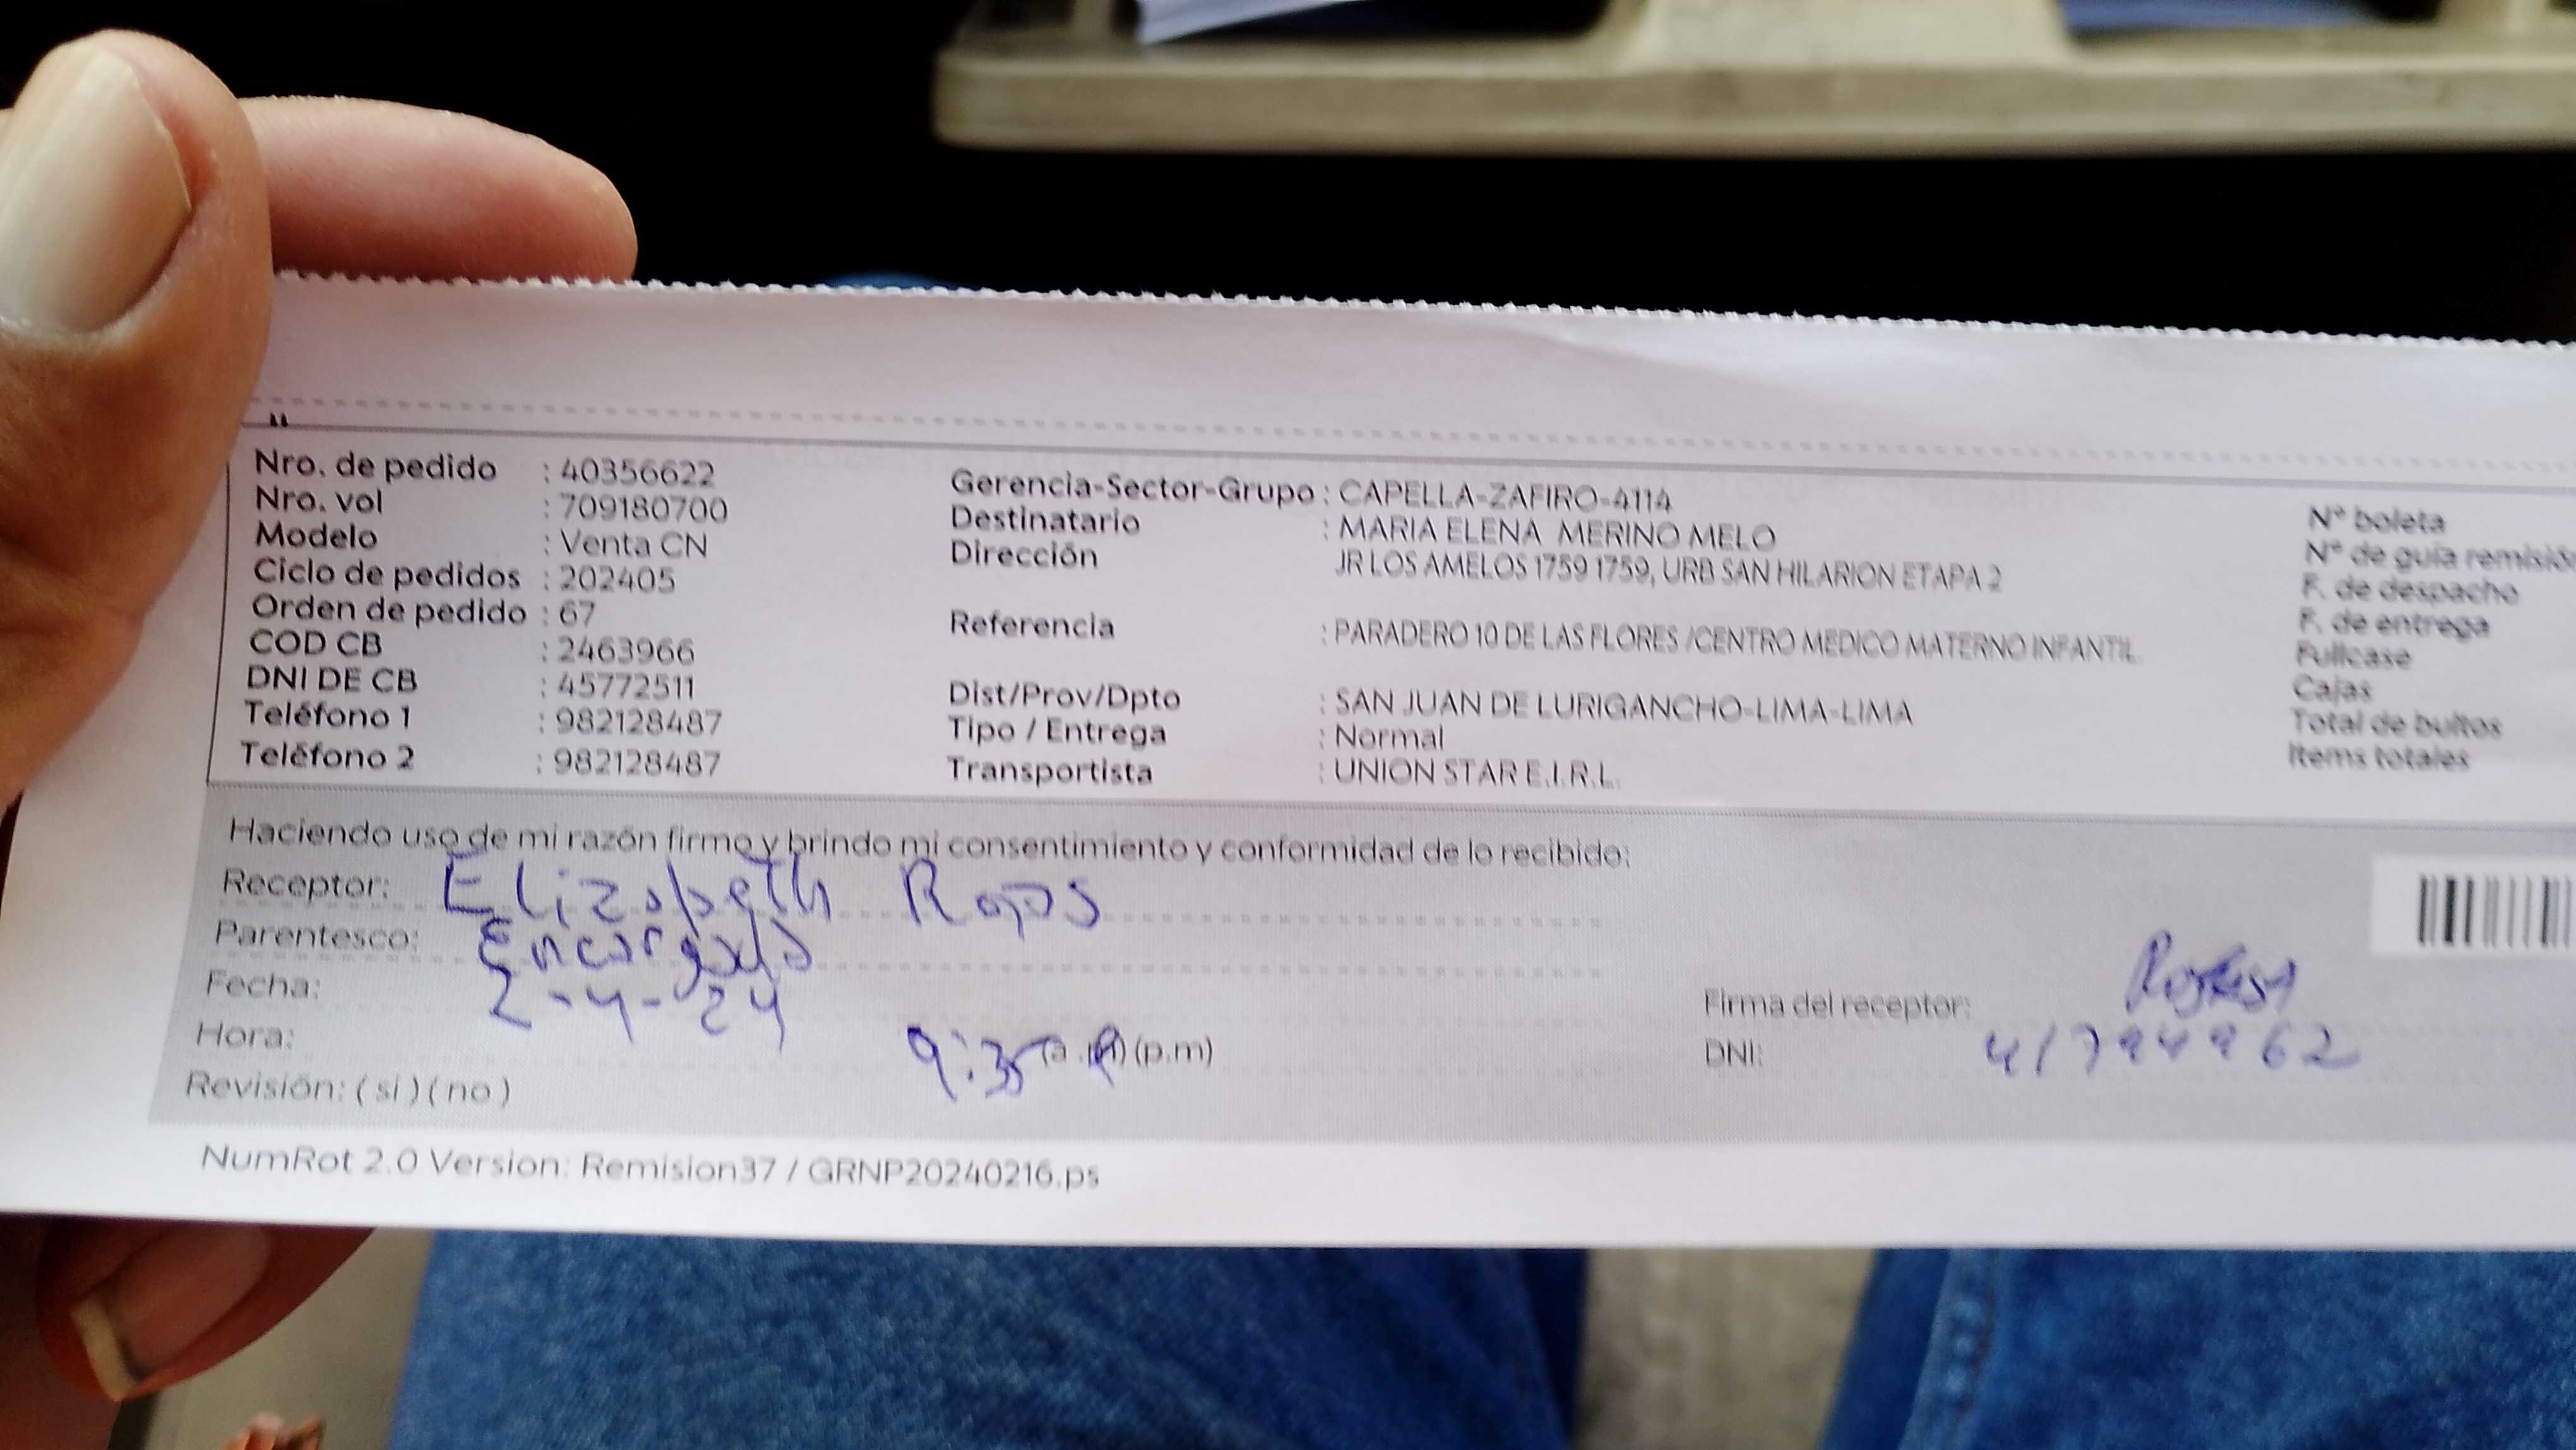 Nro. de pedido : 40356622
Nro. vol : 709180700
Modelo : Venta CN
Ciclo de pedidos : 202405
Orden de pedido : 67
COD CB : 2463966
DNI DE CB : 45772511
Teléfono 1 : 982128487
Teléfono 2 : 982128487
Gerencia-Sector-Grupo : CAPELLA-ZAFIRO-4114
Destinatario : MARIA ELENA MERINO MELO
Dirección JR LOS AMELOS 1759 1759, URB SAN HILARION ETAPA 2
Referencia : PARADERO 10 DE LAS FLORES /CENTRO MEDICO MATERNO INFANTIL.
Dist/Prov/Dpto : SAN JUAN DE LURIGANCHO-LIMA-LIMA
Tipo / Entrega : Normal
Transportista : UNION STAR E.I.R.L.
N° boleta
N° de guía remisión
F. de despacho
F. de entrega
Fullcase
Cajas
Total de bultos
Items totales
Haciendo uso de mi razón firmo y brindo mi consentimiento y conformidad de lo recibido:
Receptor: Elizabeth Rojas
Parentesco: Encargada
Fecha: 2-4-24
Hora: 9:35 (a.m) (p.m)
Revisión: ( si ) ( no )
Firma del receptor:
DNI:
NumRot 2.0 Version: Remision37 / GRNP20240216.ps